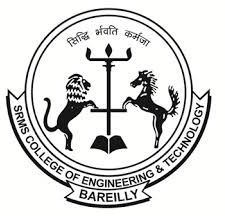 सिद्धि र्भवति कर्मजा
SRMS COLLEGE OF ENGINEERING & TECHNOLOGY
BAREILLY